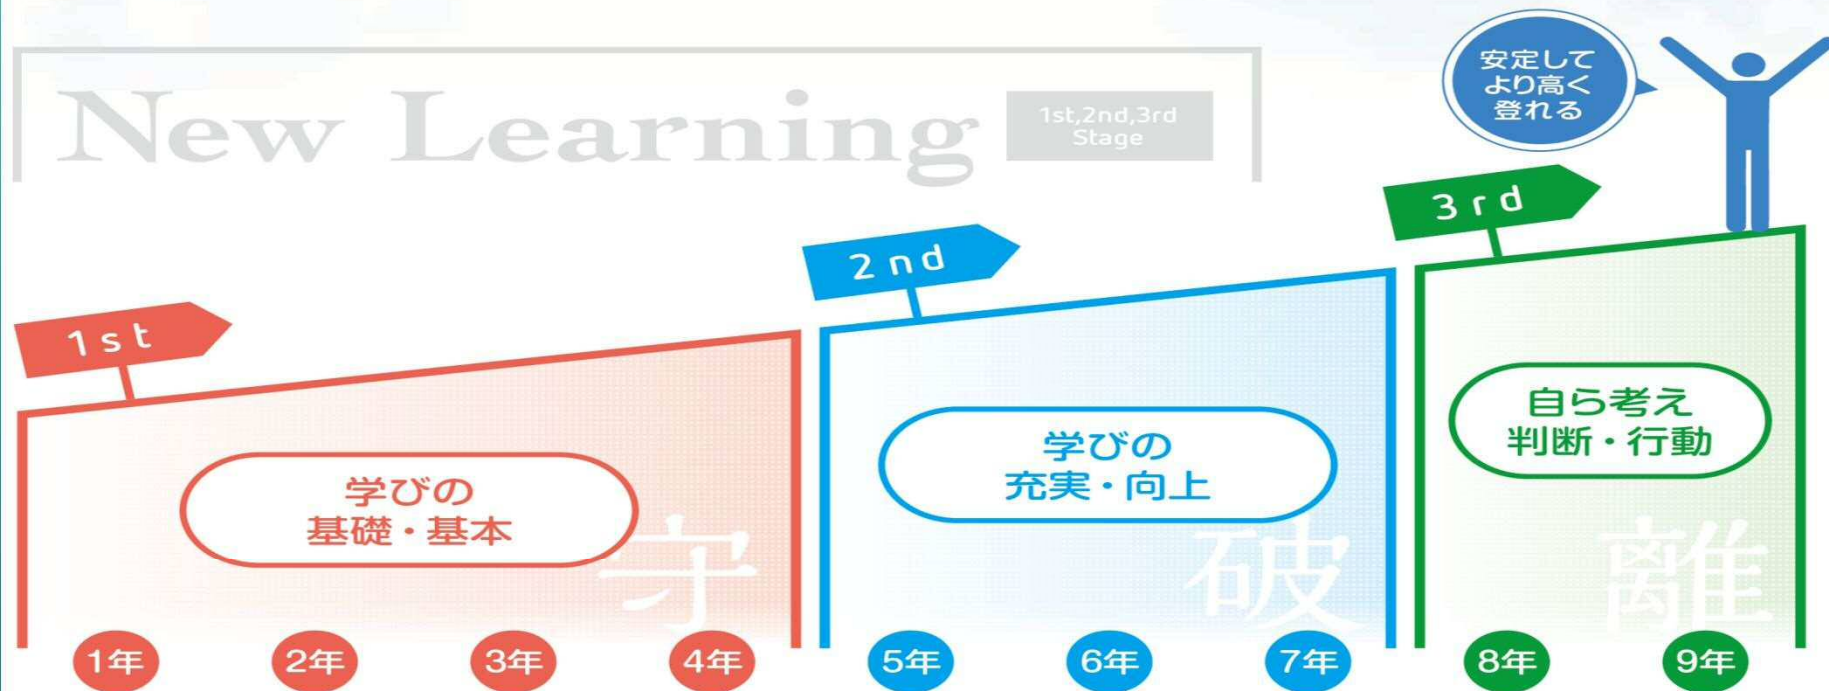 New Learning
1st,2nd,3rd
Stage
安定して
より高く
登れる
1st
2nd
3rd
学びの
基礎・基本
守
学びの
充実・向上
破
自ら考え
判断・行動
離
1年
2年
3年
4年
5年
6年
7年
8年
9年